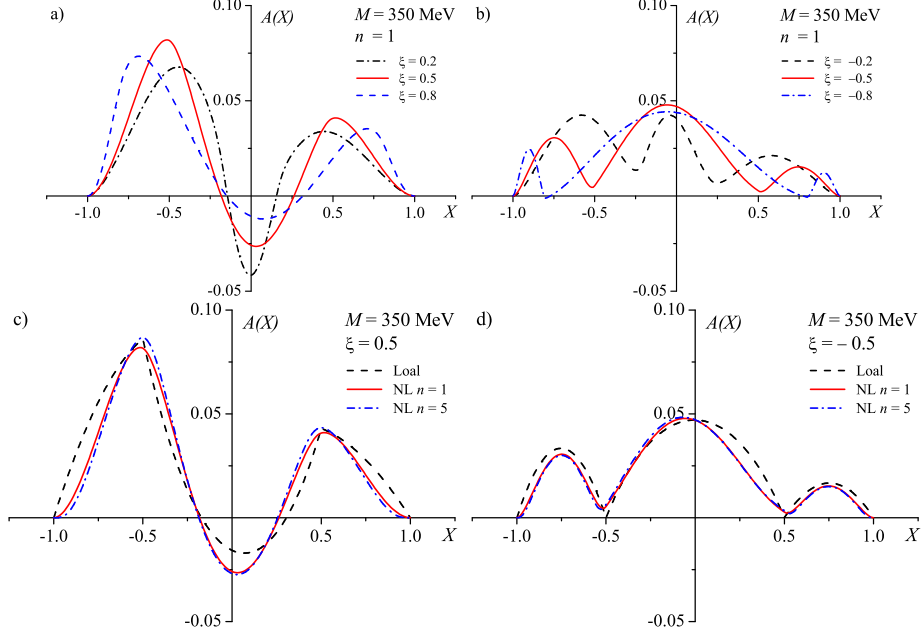 a)
A(X)
M = 350 MeV
n = 1
ξ = 0.2
ξ = 0.5
ξ = 0.8
0.10
0.05
-0.05
-1.0
-0.5
0.5
1.0
X
b)
A(X)
M = 350 MeV
n = 1
ξ = −0.2
ξ = −0.5
ξ = −0.8
0.10
0.05
-0.05
-1.0
-0.5
0.5
1.0
X
c)
A(X)
M = 350 MeV
ξ = 0.5
Loal
NL n = 1
NL n = 5
0.10
0.05
-0.05
-1.0
-0.5
0.5
1.0
X
d)
A(X)
M = 350 MeV
ξ = − 0.5
Loal
NL n = 1
NL n = 5
0.10
0.05
-0.05
-1.0
-0.5
0.5
1.0
X